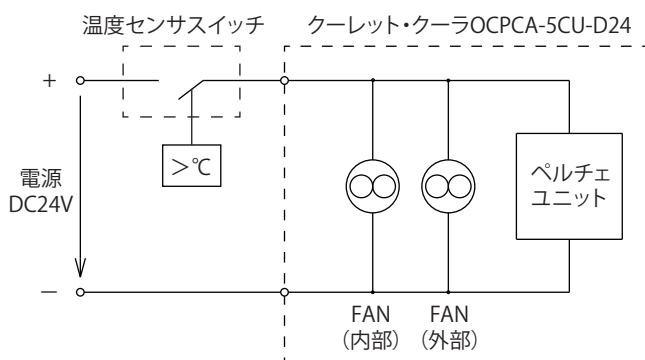 温度センサスイッチ
クーレット・クーラOCPCA-5CU-D24
+
>℃
電源
DC24V
ペルチェ
ユニット
−
FAN
(内部)
FAN
(外部)